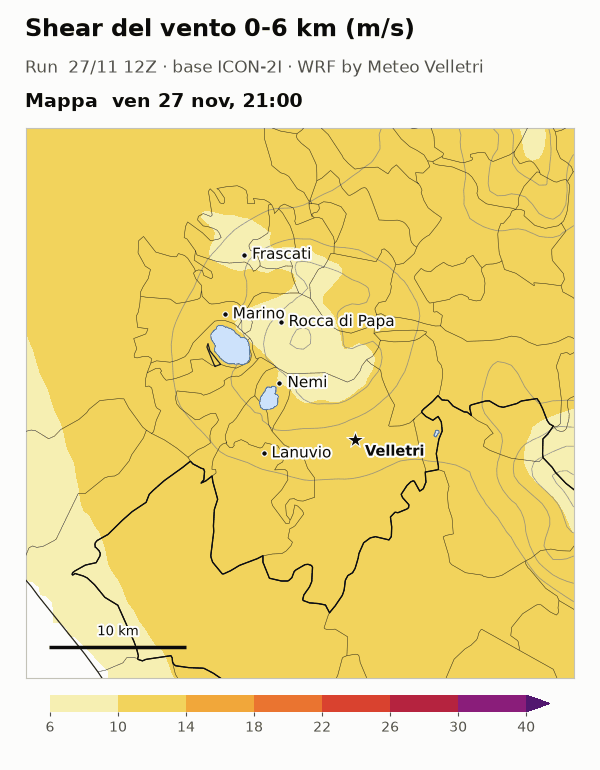 Shear del vento 0-6 km (m/s)
Run  27/11 12Z · base ICON-2I · WRF by Meteo Velletri
Mappa  ven 27 nov, 21:00
Frascati
Marino
Rocca di Papa
Nemi
Velletri
Lanuvio
10 km
6 10 14 18 22 26 30 40